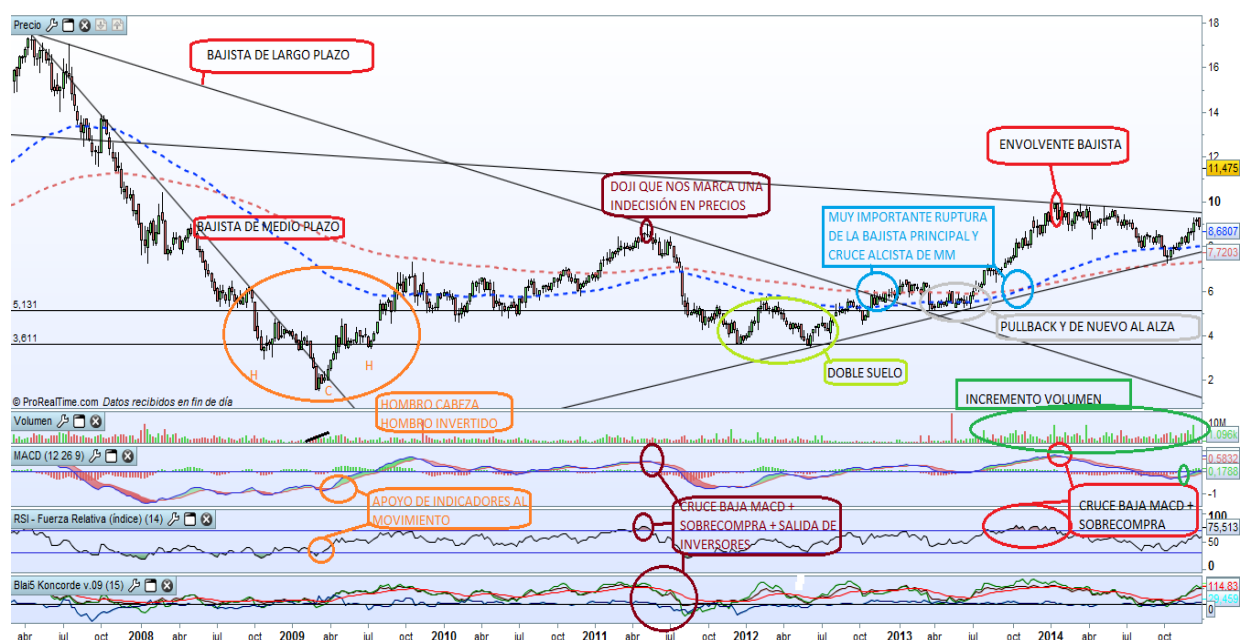 Precio
18
BAJISTA DE LARGO PLAZO
16
14
12
ENVOLVENTE BAJISTA
11,475
DOJI QUE NOS MARCA UNA
INDECISIÓN EN PRECIOS
10
BAJISTA DE MEDIO PLAZO
MUY IMPORTANTE RUPTURA
DE LA BAJISTA PRINCIPAL Y
CRUCE ALCISTA DE MM
8,6807
8
7,7203
6
5,131
PULLBACK Y DE NUEVO AL ALZA
4
3,611
H
C
H
DOBLE SUELO
2
© ProRealTime.com Datos recibidos en fin de día
HOMBRO CABEZA
HOMBRO INVERTIDO
INCREMENTO VOLUMEN
Volumen
10M
MACD (12 26 9)
0,5832
0,1788
-1
APOYO DE INDICADORES AL
MOVIMIENTO
CRUCE BAJA MACD +
SOBRECOMPRA + SALIDA DE
INVERSORES
CRUCE BAJA MACD +
SOBRECOMPRA
RSI - Fuerza Relativa (índice) (14)
100
75,513
50
0
Blai5 Koncorde v.09 (15)
114,83
0
abr jul oct 2008 abr jul oct 2009 abr jul oct 2010 abr jul oct 2011 abr jul oct 2012 abr jul oct 2013 abr jul oct 2014 abr jul oct